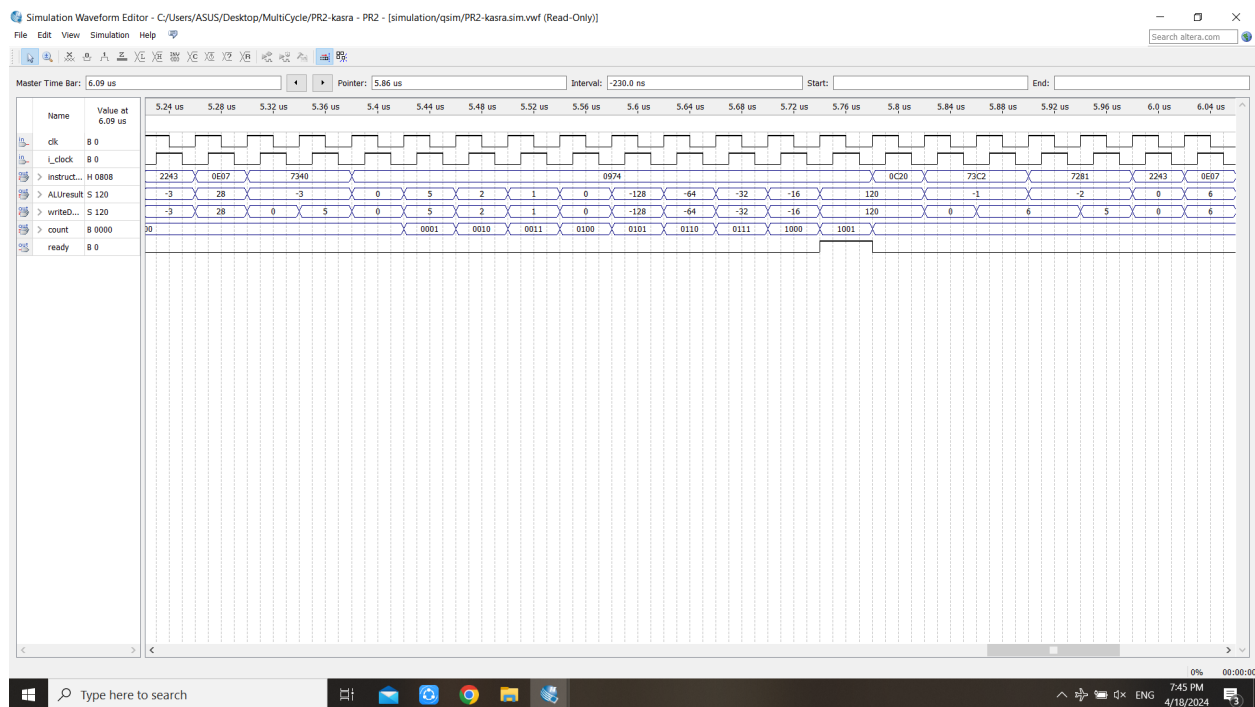 Simulation Waveform Editor - C:/Users/ASUS/Desktop/MultiCycle/PR2-kasra - PR2 - [simulation/qsim/PR2-kasra.sim.vwf (Read-Only)]
File Edit View Simulation Help
Search altera.com
Master Time Bar: 6.09 us Pointer: 5.86 us Interval: -230.0 ns Start: End:
Name Value at 6.09 us 5.24 us 5.28 us 5.32 us 5.36 us 5.4 us 5.44 us 5.48 us 5.52 us 5.56 us 5.6 us 5.64 us 5.68 us 5.72 us 5.76 us 5.8 us 5.84 us 5.88 us 5.92 us 5.96 us 6.0 us 6.04 us
clk B 0
i_clock B 0
instruct... H 0808 2243 0E07 7340 0974 0C20 73C2 7281 2243 0E07
ALUresult S 120 -3 28 -3 0 5 2 1 0 -128 -64 -32 -16 120 -1 -2 0 6
writeD... S 120 -3 28 0 5 0 5 2 1 0 -128 -64 -32 -16 120 0 6 5 0 6
count B 0000 00 0001 0010 0011 0100 0101 0110 0111 1000 1001
ready B 0
0% 00:00:00
Type here to search
ENG 7:45 PM
4/18/2024
3